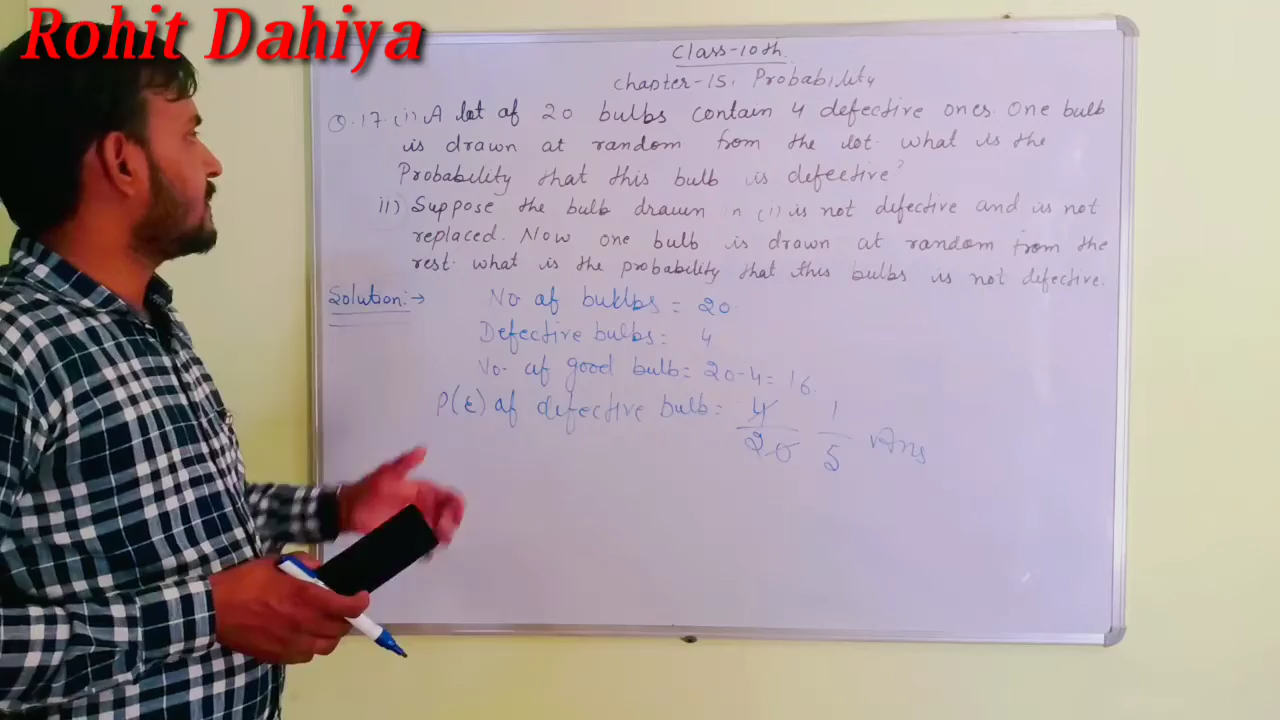 Rohit Dahiya
Class-10th.
Chapter-15. Probability
Q.17.(i) A lot of 20 bulbs contain 4 defective ones. One bulb
is drawn at random from the lot. what is the
Probability that this bulb is defective?
ii) Suppose the bulb drawn in (i) is not defective and is not
replaced. Now one bulb is drawn at random from the
rest. what is the probability that this bulbs is not defective.
Solution:→ No of bulbs = 20
Defective bulbs = 4
No. of good bulb = 20-4 = 16
P(E) of defective bulb = 4/20 1/5 Ans